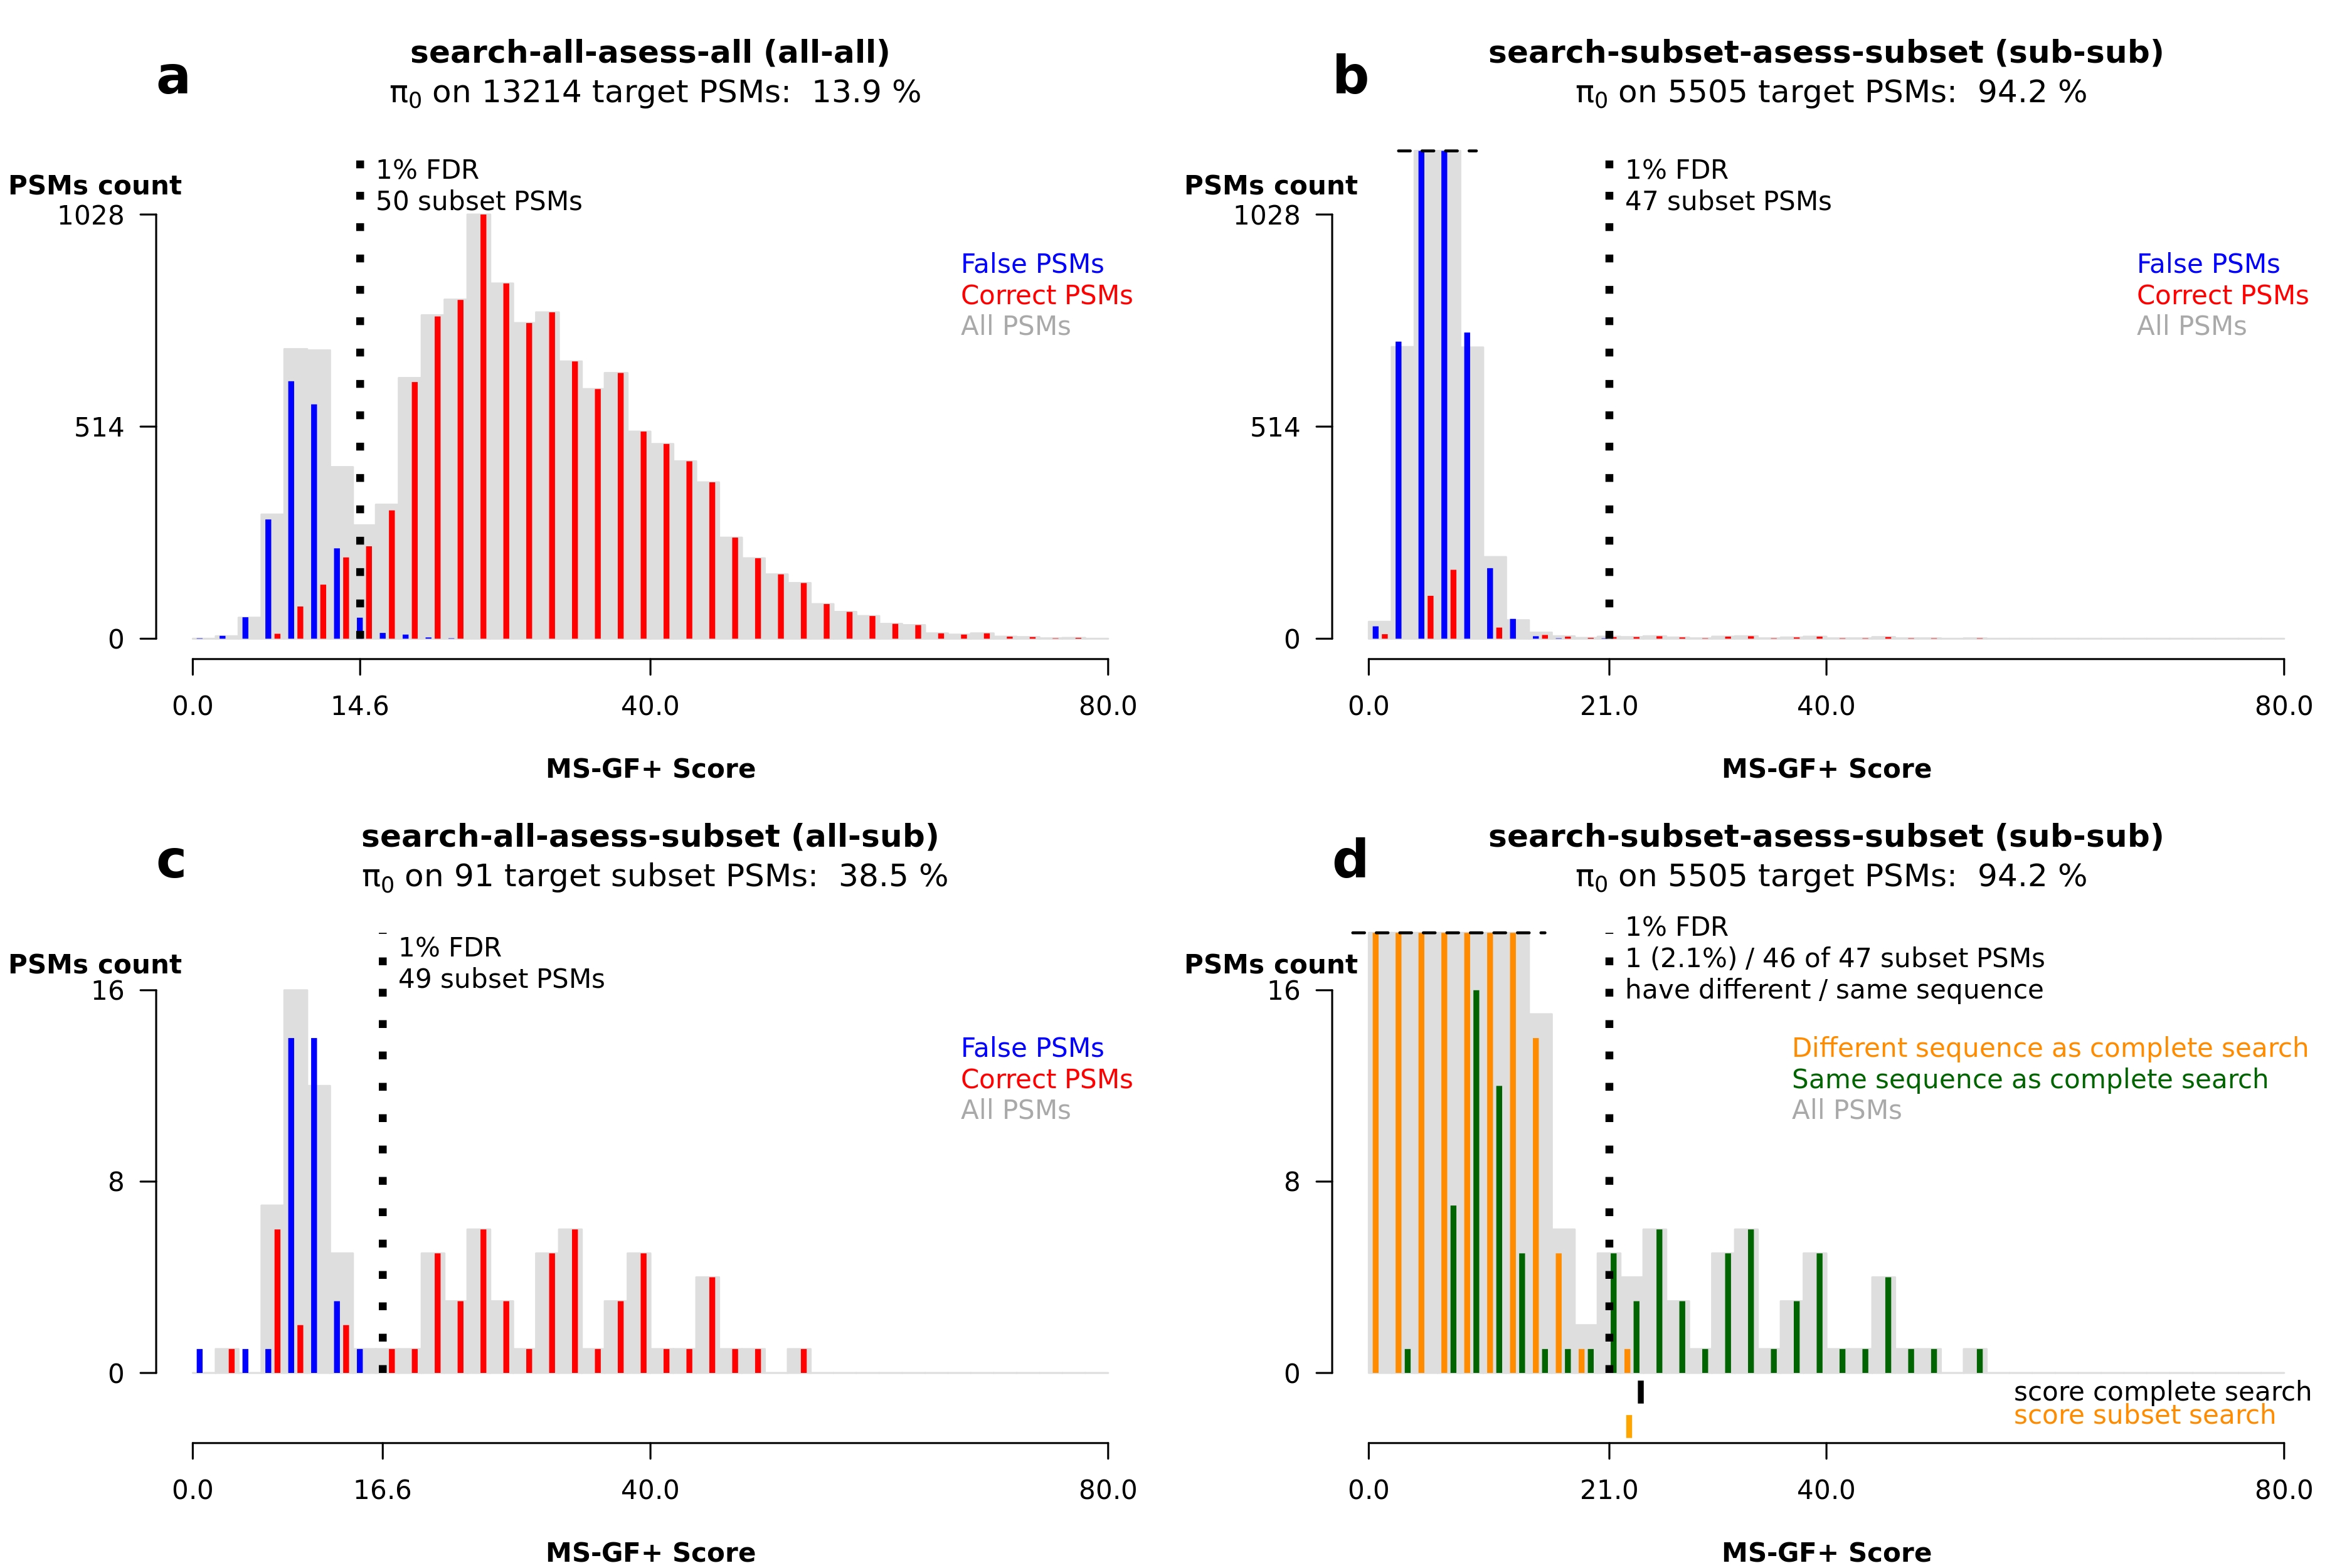 a
search-all-asess-all (all-all)
π0 on 13214 target PSMs: 13.9 %
1% FDR
50 subset PSMs
PSMs count
1028
514
0
False PSMs
Correct PSMs
All PSMs
0.0 14.6 40.0 80.0
MS-GF+ Score
b
search-subset-asess-subset (sub-sub)
π0 on 5505 target PSMs: 94.2 %
1% FDR
47 subset PSMs
PSMs count
1028
514
0
False PSMs
Correct PSMs
All PSMs
0.0 21.0 40.0 80.0
MS-GF+ Score
c
search-all-asess-subset (all-sub)
π0 on 91 target subset PSMs: 38.5 %
1% FDR
49 subset PSMs
PSMs count
16
8
0
False PSMs
Correct PSMs
All PSMs
0.0 16.6 40.0 80.0
MS-GF+ Score
d
search-subset-asess-subset (sub-sub)
π0 on 5505 target PSMs: 94.2 %
1% FDR
1 (2.1%) / 46 of 47 subset PSMs
have different / same sequence
PSMs count
16
8
0
Different sequence as complete search
Same sequence as complete search
All PSMs
score complete search
score subset search
0.0 21.0 40.0 80.0
MS-GF+ Score